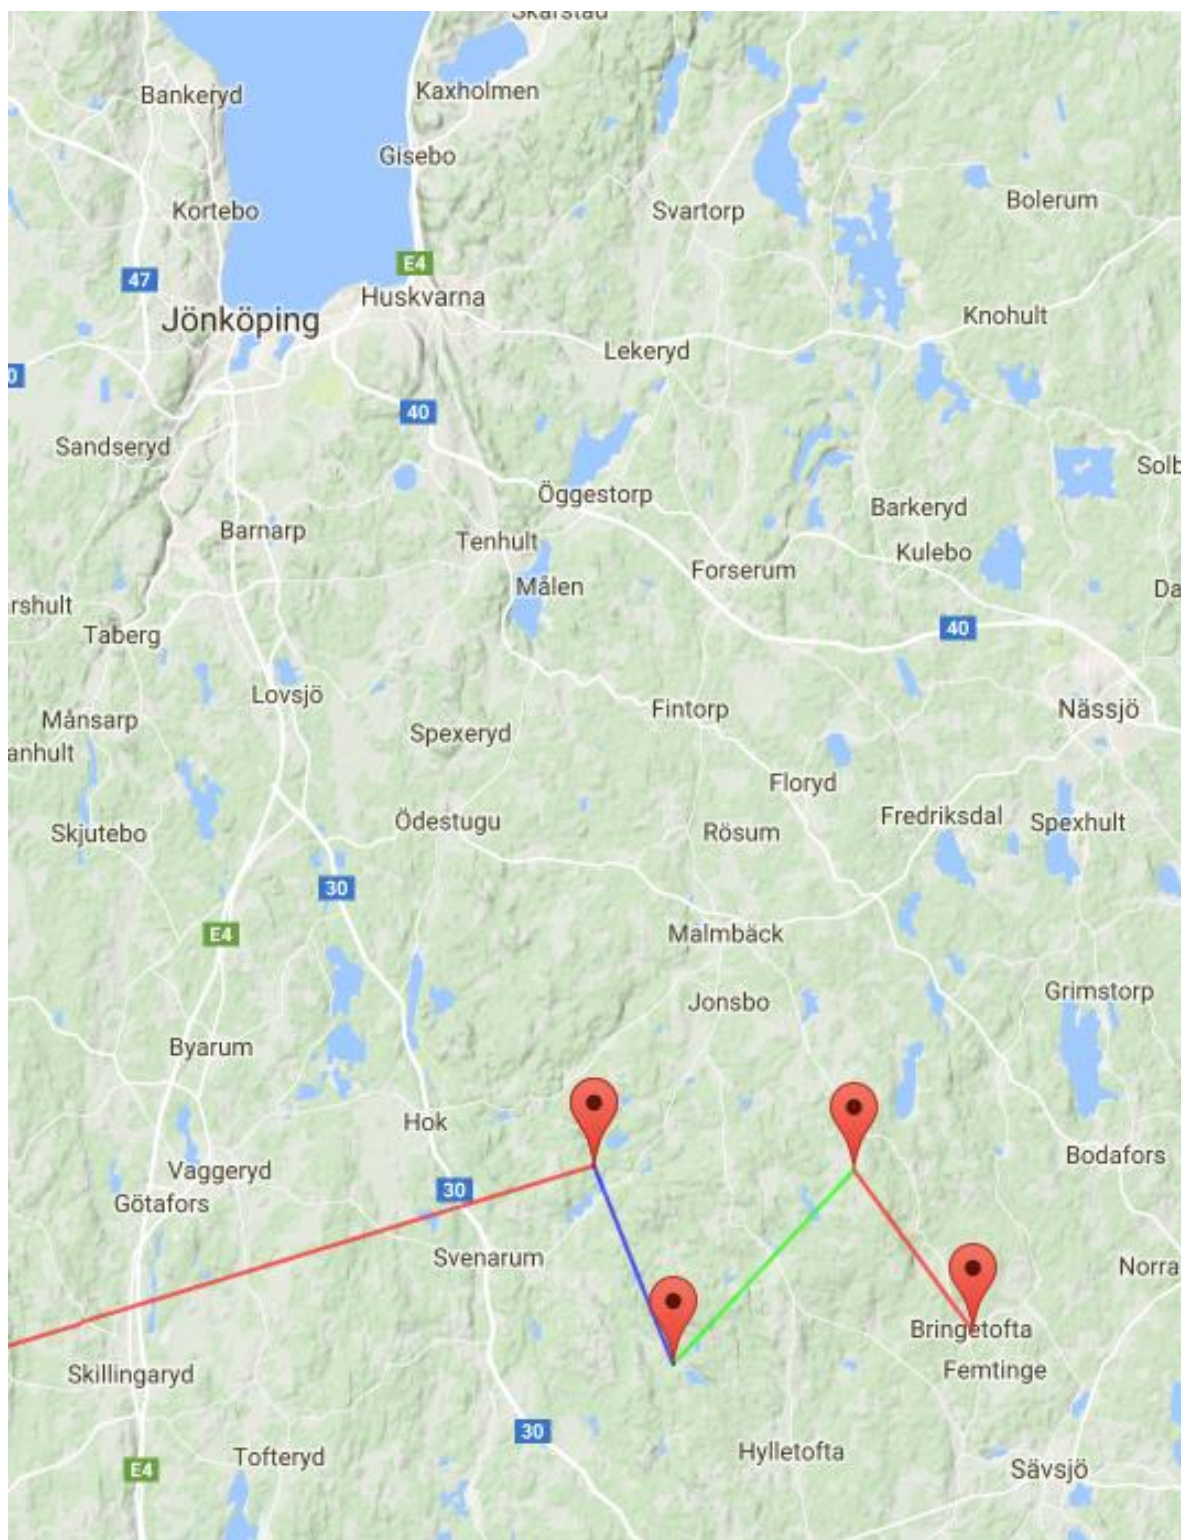 Skärstad
Bankeryd
Kaxholmen
Gisebo
Kortebo
Svartorp
Bolerum
E4
47
Huskvarna
Jönköping
Knohult
Lekeryd
0
40
Sandseryd
Solb
Öggestorp
Barkeryd
Barnarp
Tenhult
Kulebo
Forserum
Målen
Da
rshult
Taberg
40
Lovsjö
Månsarp
Fintorp
Nässjö
Spexeryd
anhult
Floryd
Fredriksdal
Spexhult
Skjutebo
Ödestugu
Rösum
30
E4
Malmbäck
Grimstorp
Jonsbo
Byarum
Hok
Bodafors
Vaggeryd
30
Götafors
Svenarum
Norra
Bringetofta
Femtinge
Skillingaryd
30
Hylletofta
Tofteryd
E4
Sävsjö